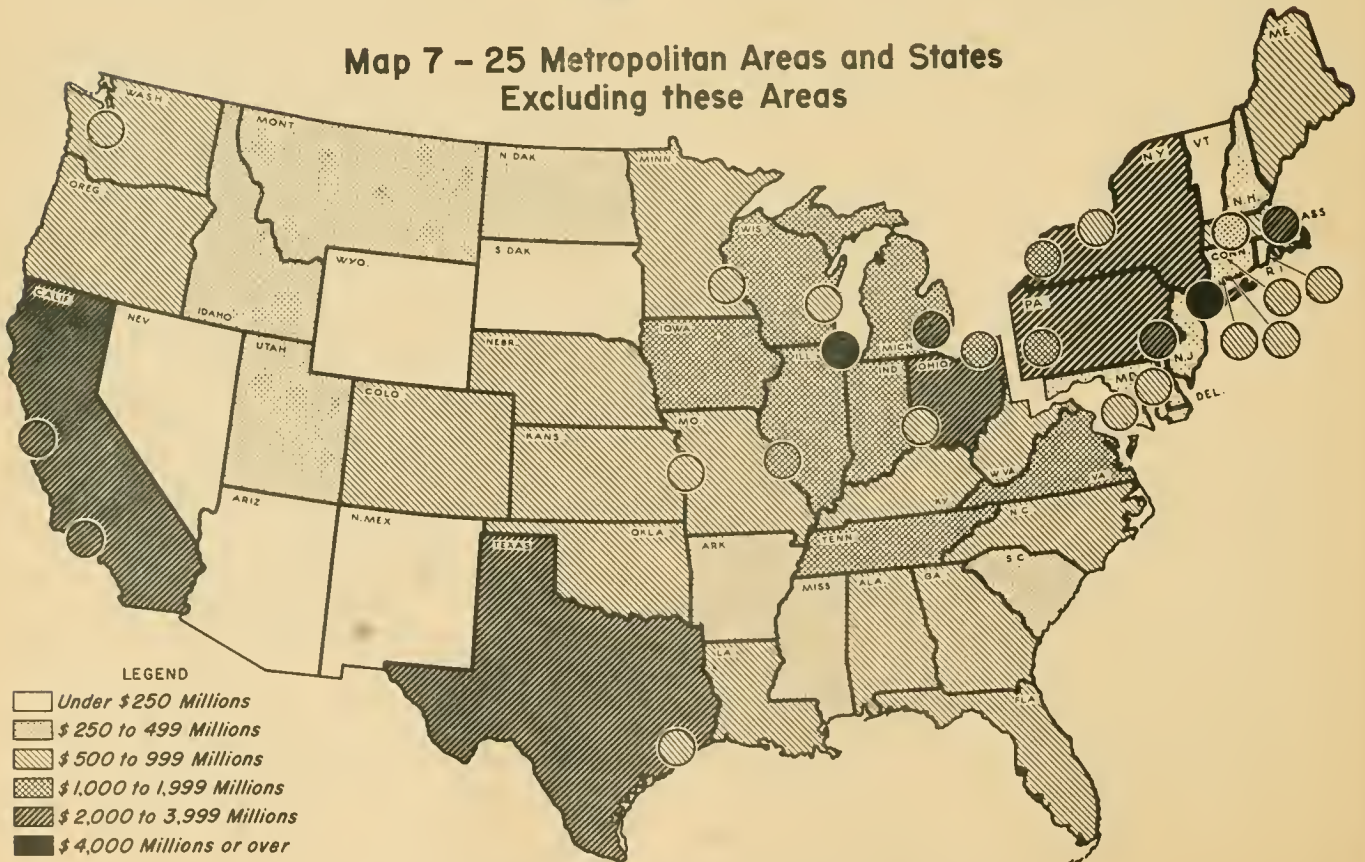 Map 7 – 25 Metropolitan Areas and States
Excluding these Areas
WASH
OREG.
CALIF
NEV
IDAHO
MONT
WYO.
UTAH
ARIZ
COLO
N.MEX
N DAK
S DAK
NEBR.
KANS
OKLA
TEXAS
MINN.
IOWA
MO
ARK
LA
WIS
ILL
MICH
IND
OHIO
KY
TENN
MISS
ALA.
GA
FLA
S C
N.C.
VA
W VA
PA
NY
VT
N.H.
ME.
ASS
CONN.
R I
N.J
MD
DEL.
LEGEND
Under $250 Millions
$250 to 499 Millions
$500 to 999 Millions
$1,000 to 1,999 Millions
$2,000 to 3,999 Millions
$4,000 Millions or over